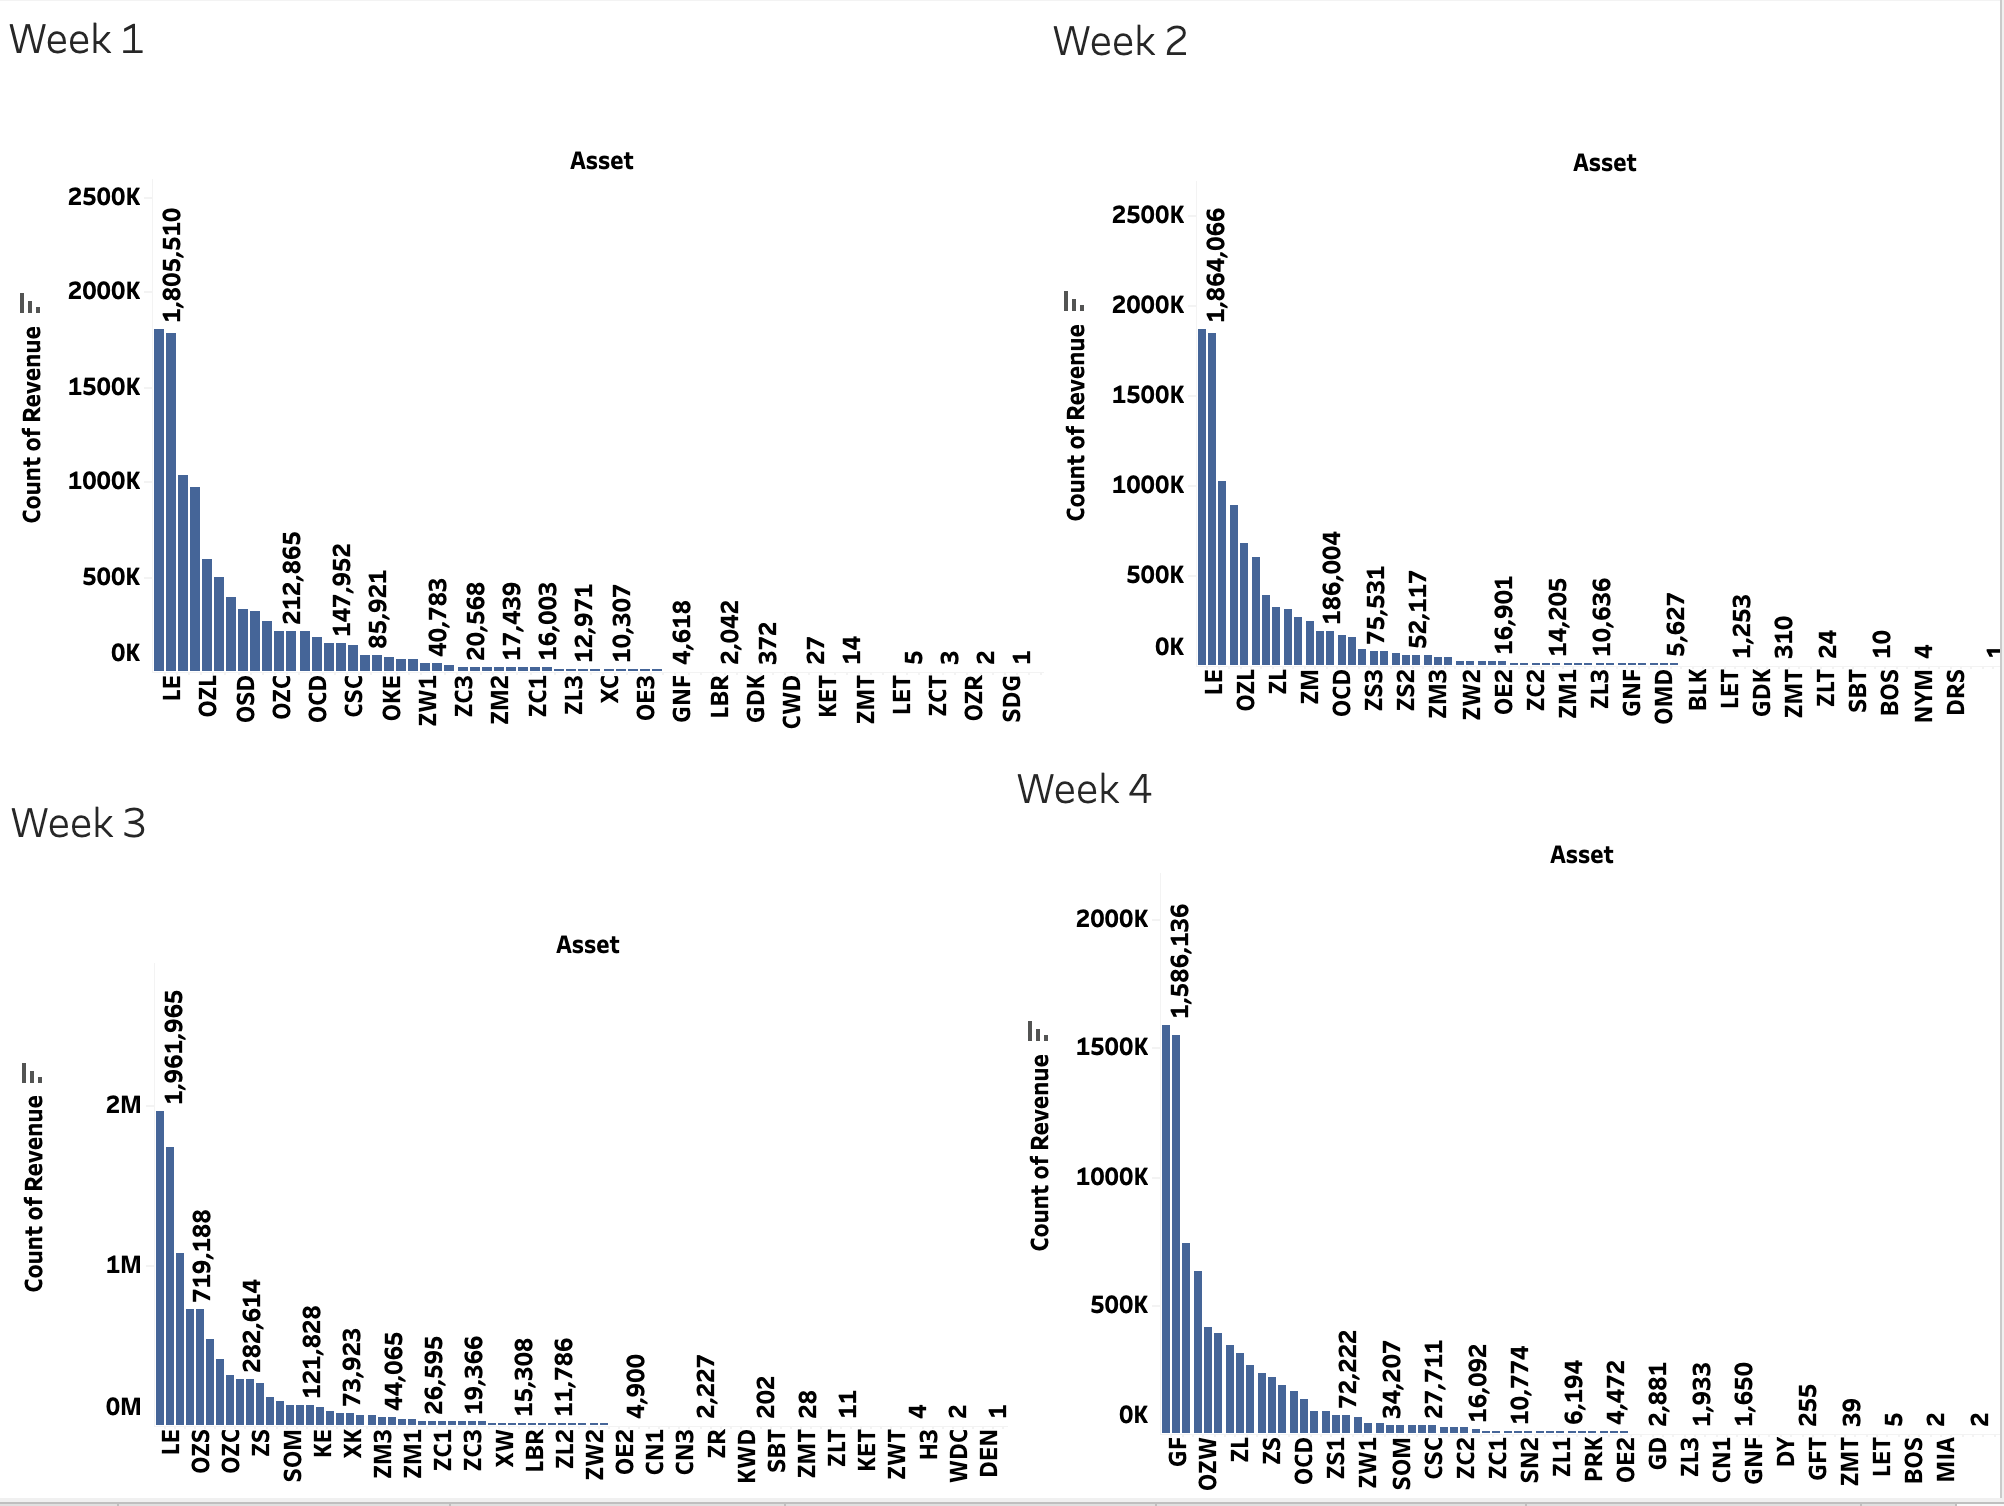 Week 1
Asset
Count of Revenue
2500K
2000K
1500K
1000K
500K
0K
1,805,510
212,865
147,952
85,921
40,783
20,568
17,439
16,003
12,971
10,307
4,618
2,042
372
27
14
5
3
2
1
LE
OZL
OSD
OZC
OCD
CSC
OKE
ZW1
ZC3
ZM2
ZC1
ZL3
XC
OE3
GNF
LBR
GDK
CWD
KET
ZMT
LET
ZCT
OZR
SDG
Week 2
Asset
Count of Revenue
2500K
2000K
1500K
1000K
500K
0K
1,864,066
186,004
75,531
52,117
16,901
14,205
10,636
5,627
1,253
310
24
10
4
1
LE
OZL
ZL
ZM
OCD
ZS3
ZS2
ZM3
ZW2
OE2
ZC2
ZM1
ZL3
GNF
OMD
BLK
LET
GDK
ZMT
ZLT
SBT
BOS
NYM
DRS
Week 3
Asset
Count of Revenue
2M
1M
0M
1,961,965
719,188
282,614
121,828
73,923
44,065
26,595
19,366
15,308
11,786
4,900
2,227
202
28
11
4
2
1
LE
OZS
OZC
ZS
SOM
KE
XK
ZM3
ZM1
ZC1
ZC3
XW
LBR
ZL2
ZW2
OE2
CN1
CN3
ZR
KWD
SBT
ZMT
ZLT
KET
ZWT
H3
WDC
DEN
Week 4
Asset
Count of Revenue
2000K
1500K
1000K
500K
0K
1,586,136
72,222
34,207
27,711
16,092
10,774
6,194
4,472
2,881
1,933
1,650
255
39
5
2
2
GF
OZW
ZL
ZS
OCD
ZS1
ZW1
SOM
CSC
ZC2
ZC1
SN2
ZL1
PRK
OE2
GD
ZL3
CN1
GNF
DY
GFT
ZMT
LET
BOS
MIA